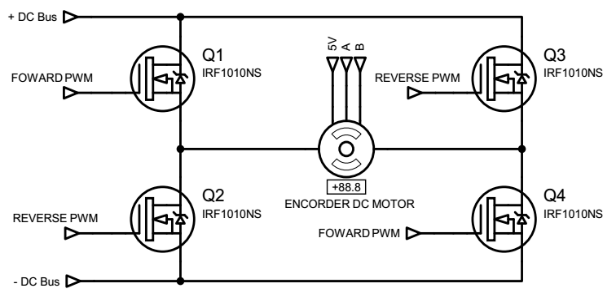 + DC Bus
Q1
IRF1010NS
FOWARD PWM
5V
A
B
Q3
IRF1010NS
REVERSE PWM
+88.8
ENCORDER DC MOTOR
Q2
IRF1010NS
REVERSE PWM
Q4
IRF1010NS
FOWARD PWM
- DC Bus